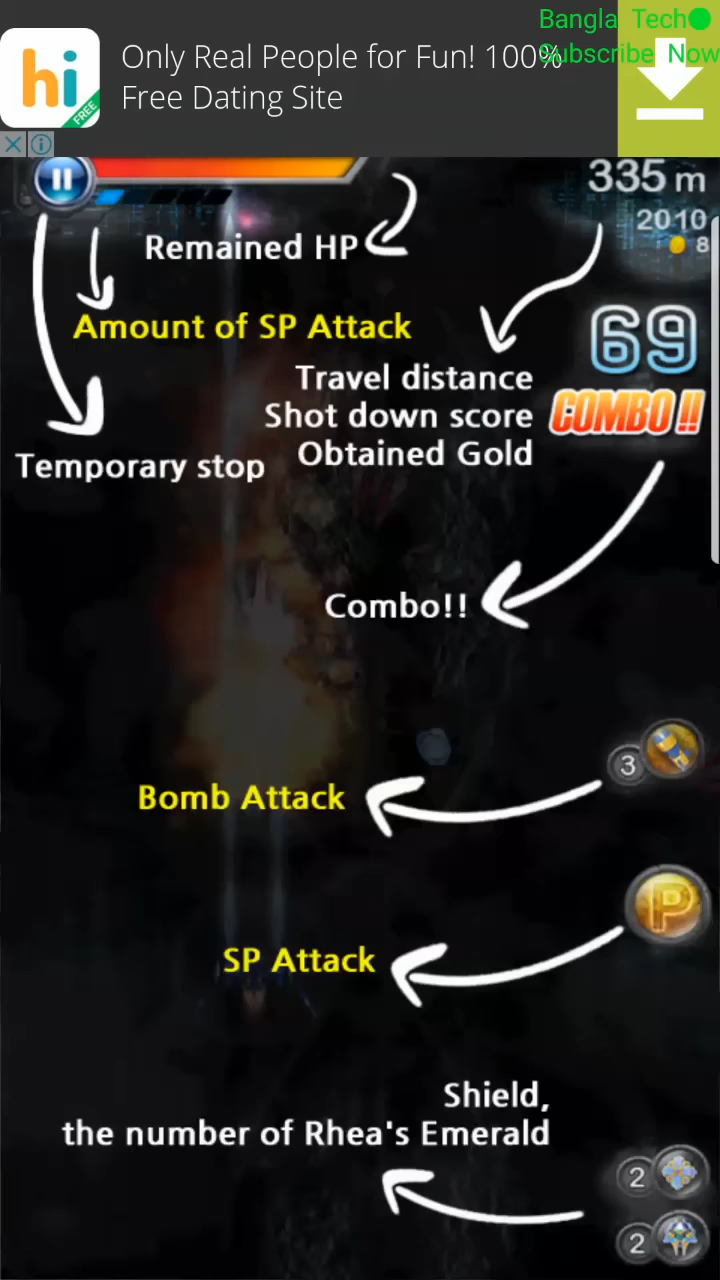 Bangla Tech
Subscribe Now
hi
FREE
Only Real People for Fun! 100%
Free Dating Site
335 m
2010
8
Remained HP
Amount of SP Attack
69
COMBO!!
Travel distance
Shot down score
Obtained Gold
Temporary stop
Combo!!
3
Bomb Attack
P
SP Attack
Shield,
the number of Rhea's Emerald
2
2